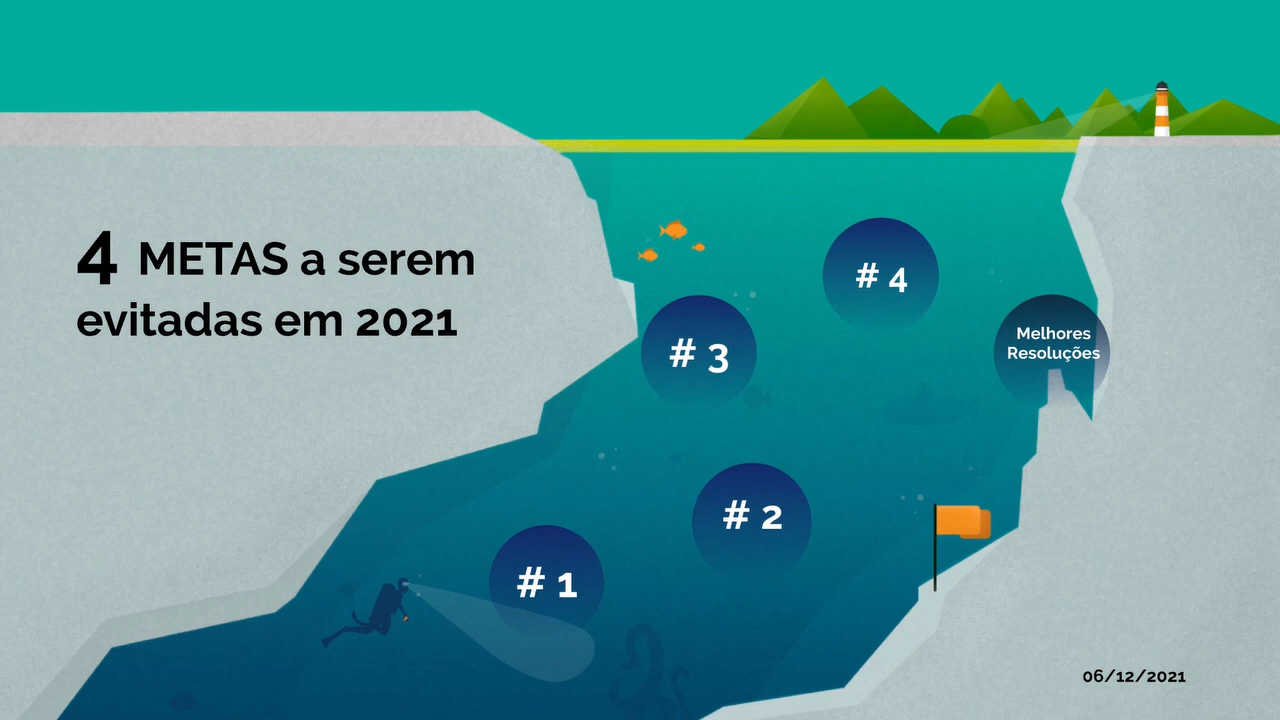 4 METAS a serem
evitadas em 2021
# 4
# 3
Melhores
Resoluções
# 2
# 1
06/12/2021